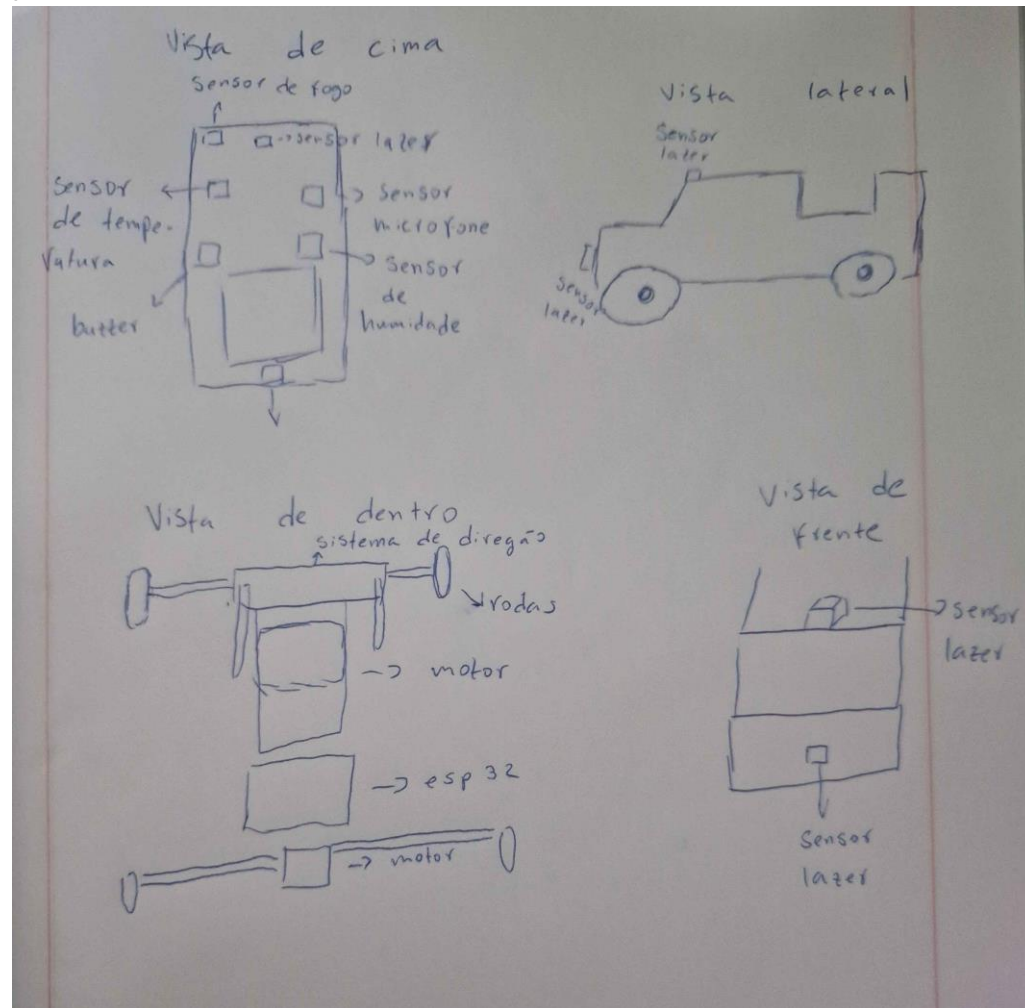 Vista de cima
Sensor de fogo
sensor lazer
Sensor
de tempe-
ratura
Sensor
microfone
Sensor
de
humidade
buzzer
Vista lateral
Sensor
lazer
Sensor
lazer
Vista de dentro
sistema de direção
rodas
motor
esp 32
motor
Vista de
frente
Sensor
lazer
Sensor
lazer